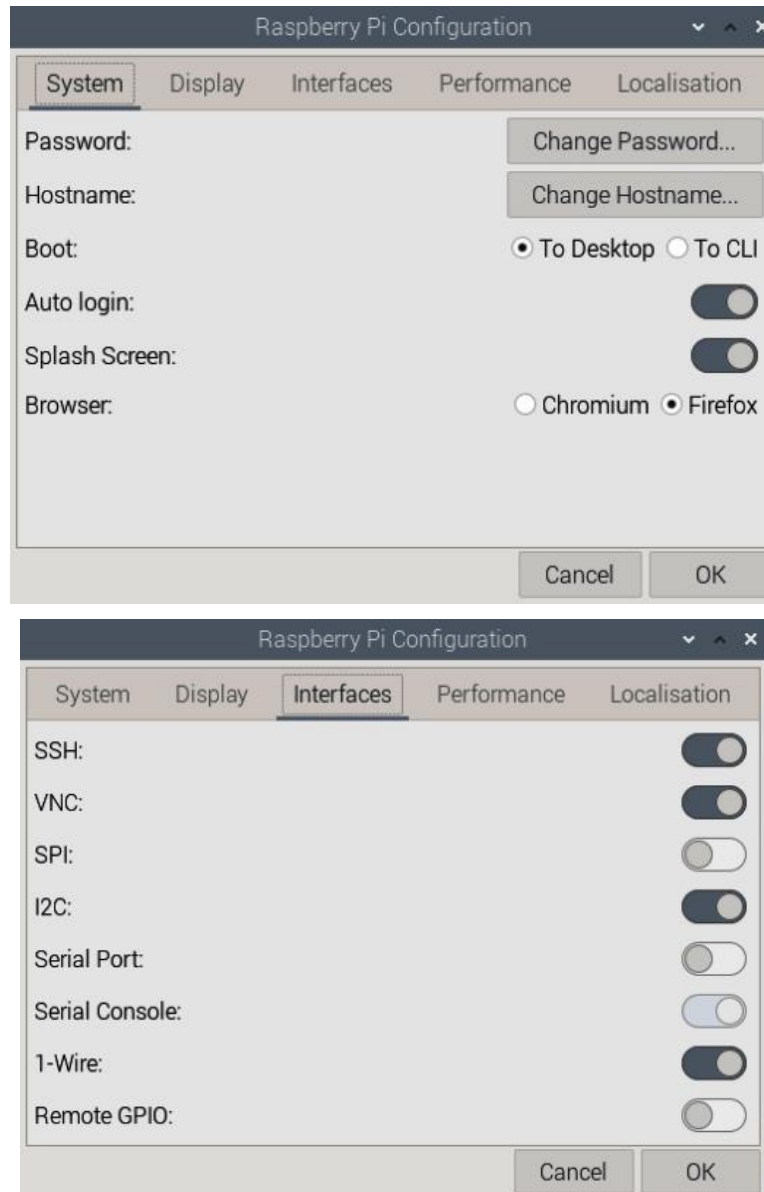 Raspberry Pi Configuration
System Display Interfaces Performance Localisation
Password: Change Password...
Hostname: Change Hostname...
Boot: To Desktop To CLI
Auto login:
Splash Screen:
Browser: Chromium Firefox
Cancel OK
Raspberry Pi Configuration
System Display Interfaces Performance Localisation
SSH:
VNC:
SPI:
I2C:
Serial Port:
Serial Console:
1-Wire:
Remote GPIO:
Cancel OK